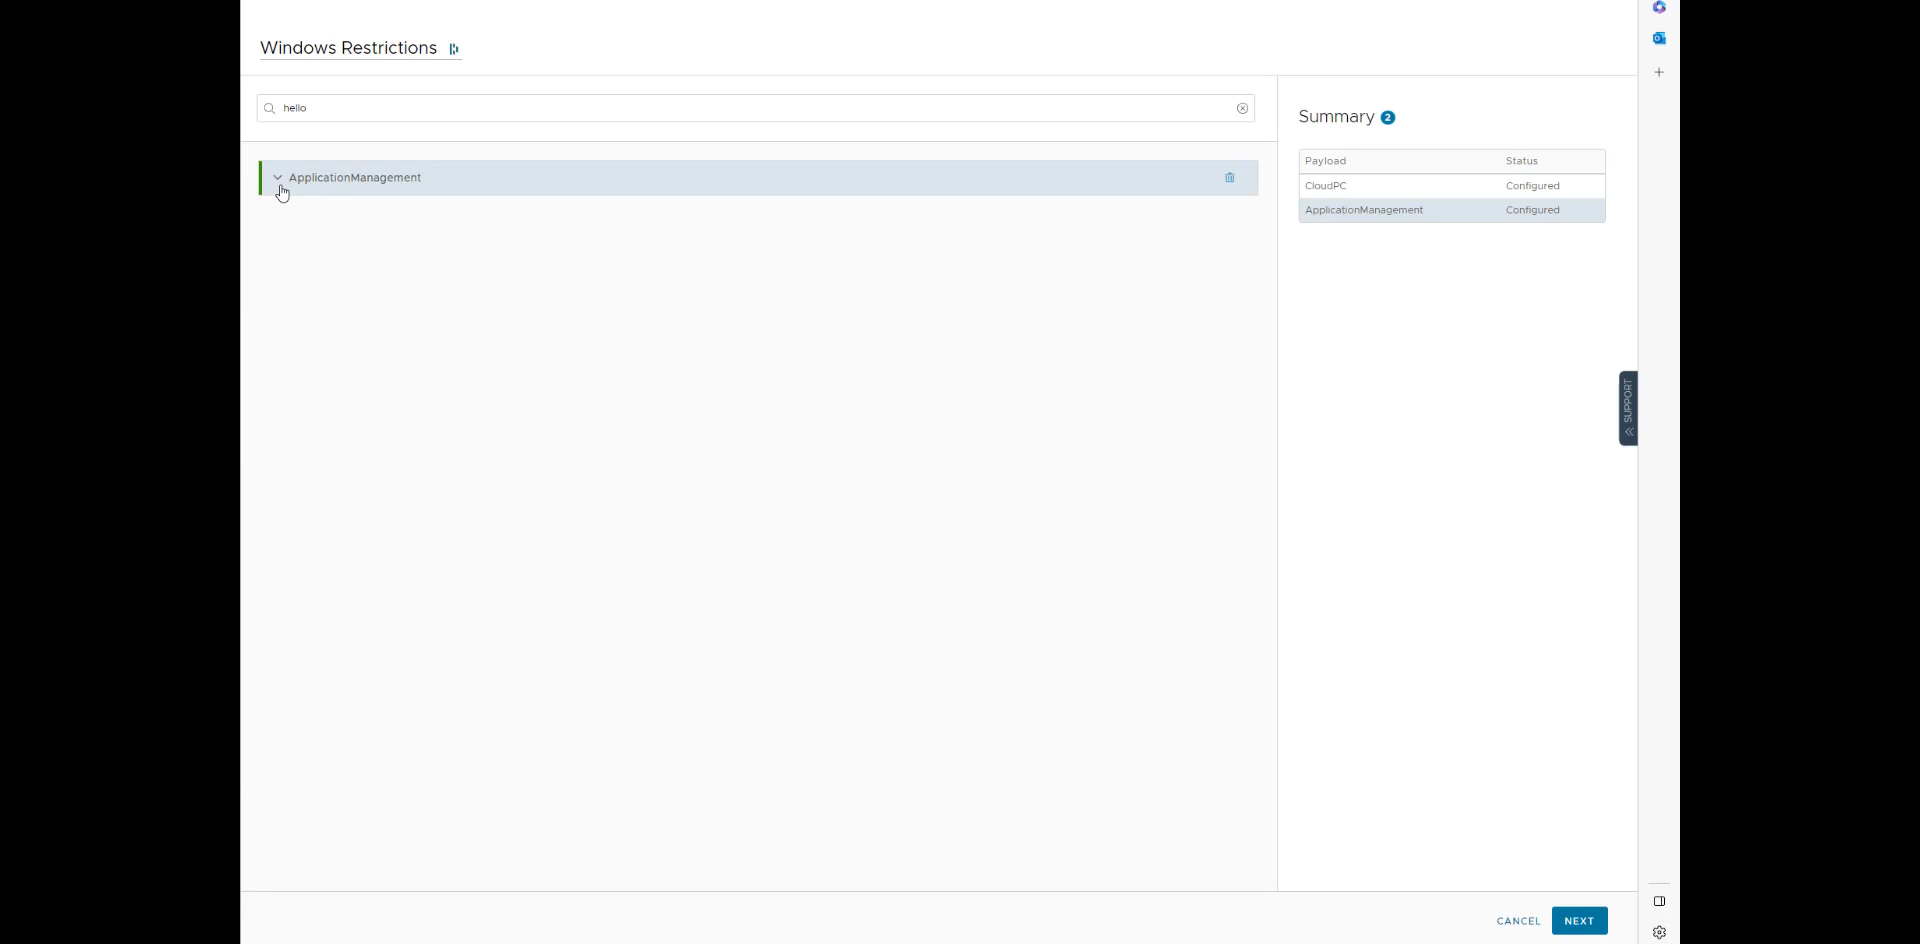 Windows Restrictions
hello
Summary 2
ApplicationManagement
Payload Status
CloudPC Configured
ApplicationManagement Configured
SUPPORT
CANCEL NEXT